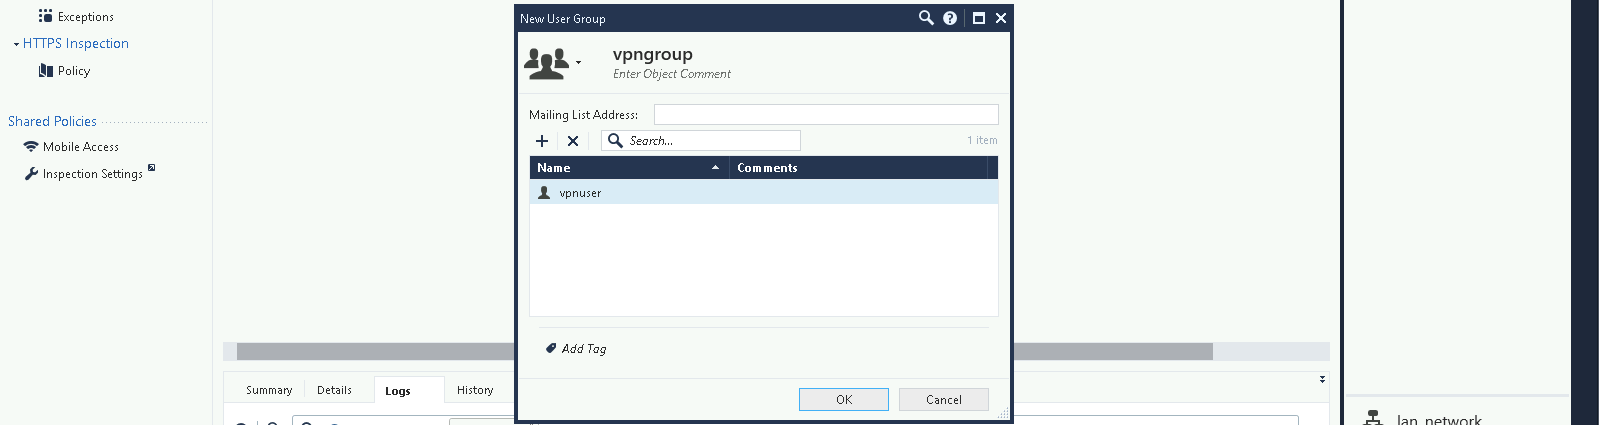 Exceptions
HTTPS Inspection
Policy
Shared Policies
Mobile Access
Inspection Settings
New User Group
vpngroup
Enter Object Comment
Mailing List Address:
Search...
1 item
Name
Comments
vpnuser
Add Tag
OK
Cancel
Summary
Details
Logs
History
lan_network